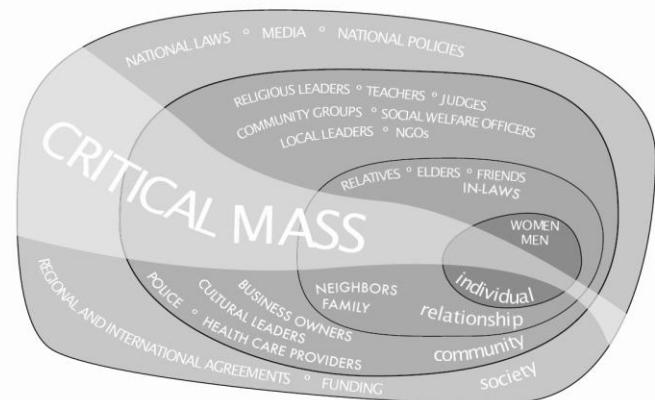 NATIONAL LAWS ° MEDIA ° NATIONAL POLICIES
RELIGIOUS LEADERS ° TEACHERS ° JUDGES
COMMUNITY GROUPS ° SOCIAL WELFARE OFFICERS
LOCAL LEADERS ° NGOs
RELATIVES ° ELDERS ° FRIENDS
IN-LAWS
WOMEN
MEN
CRITICAL MASS
individual
NEIGHBORS
FAMILY
relationship
BUSINESS OWNERS
CULTURAL LEADERS
POLICE ° HEALTH CARE PROVIDERS
community
REGIONAL AND INTERNATIONAL AGREEMENTS ° FUNDING
society